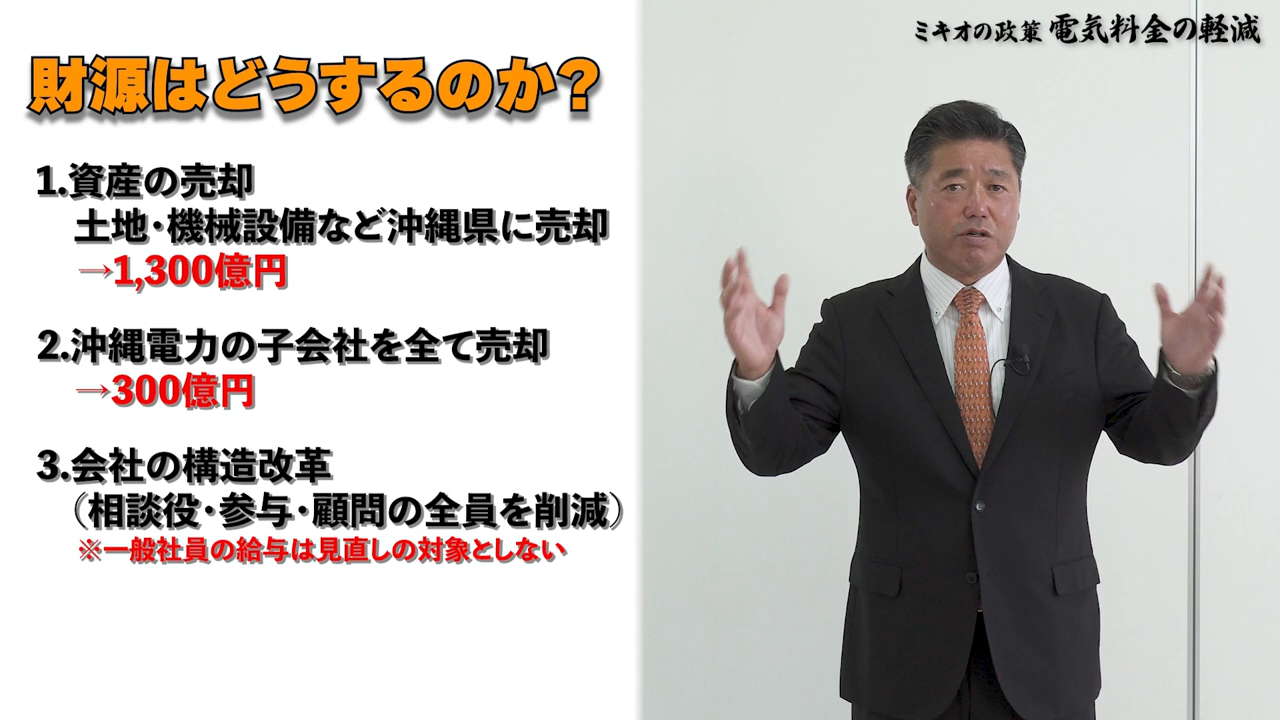 財源はどうするのか？
1.資産の売却
土地・機械設備など沖縄県に売却
→1,300億円
2.沖縄電力の子会社を全て売却
→300億円
3.会社の構造改革
（相談役・参与・顧問の全員を削減）
※一般社員の給与は見直しの対象としない
ミキオの政策 電気料金の軽減